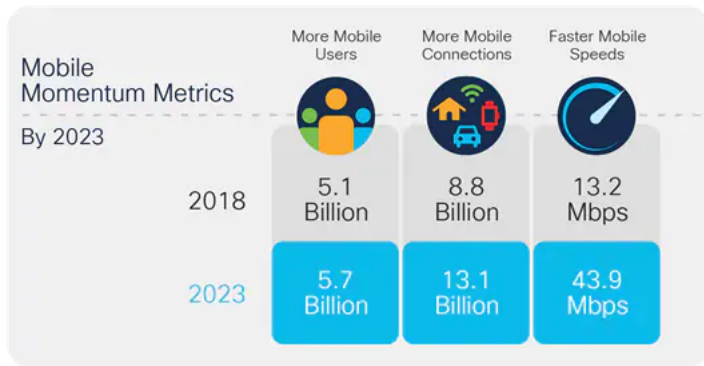 More Mobile
Users
More Mobile
Connections
Faster Mobile
Speeds
Mobile
Momentum Metrics
By 2023
2018
5.1
Billion
8.8
Billion
13.2
Mbps
2023
5.7
Billion
13.1
Billion
43.9
Mbps